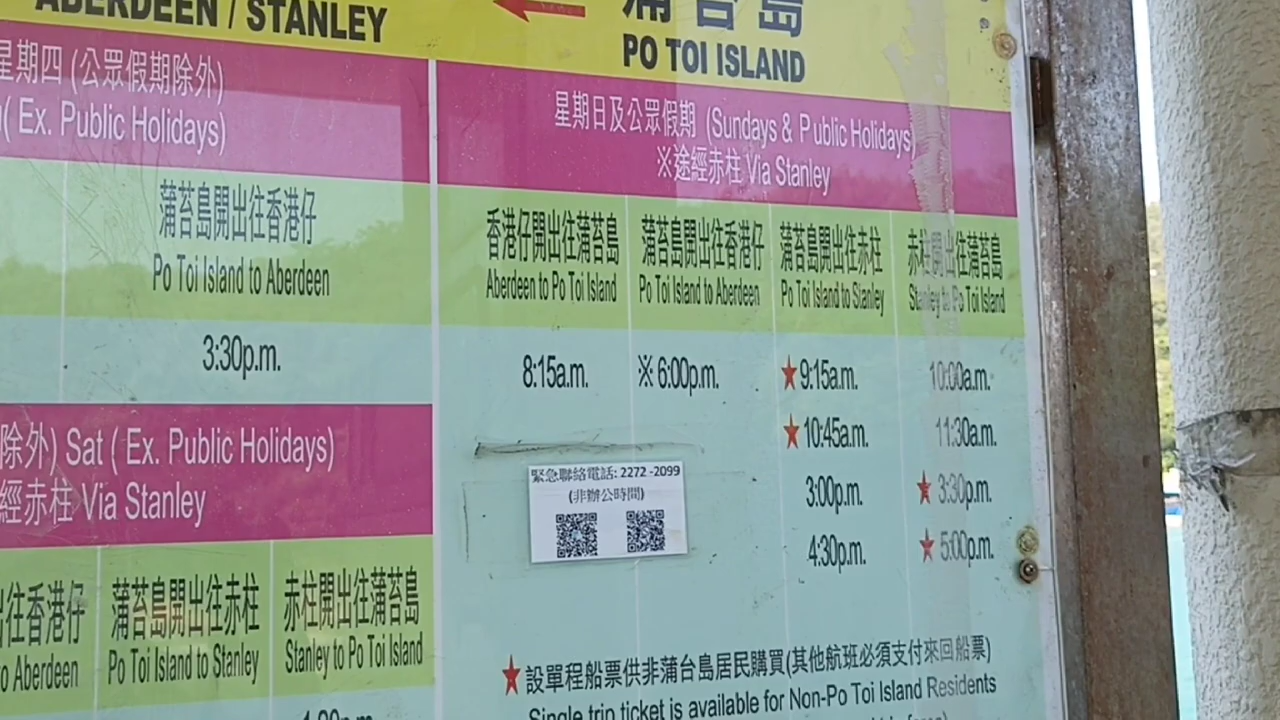 ABERDEEN / STANLEY
蒲苔島
PO TOI ISLAND
星期四 (公眾假期除外)
( Ex. Public Holidays)
蒲苔島開出往香港仔
Po Toi Island to Aberdeen
3:30p.m.
除外) Sat ( Ex. Public Holidays)
經赤柱 Via Stanley
往香港仔
Aberdeen
蒲苔島開出往赤柱
Po Toi Island to Stanley
赤柱開出往蒲苔島
Stanley to Po Toi Island
星期日及公眾假期 (Sundays & Public Holidays)
※途經赤柱 Via Stanley
香港仔開出往蒲苔島
Aberdeen to Po Toi Island
8:15a.m.
蒲苔島開出往香港仔
Po Toi Island to Aberdeen
※ 6:00p.m.
蒲苔島開出往赤柱
Po Toi Island to Stanley
★ 9:15a.m.
★ 10:45a.m.
3:00p.m.
4:30p.m.
赤柱開出往蒲苔島
Stanley to Po Toi Island
10:00a.m.
11:30a.m.
★ 3:30p.m.
★ 5:00p.m.
緊急聯絡電話: 2272 -2099
(非辦公時間)
★ 設單程船票供非蒲台島居民購買(其他航班必須支付來回船票)
Single trip ticket is available for Non-Po Toi Island Residents